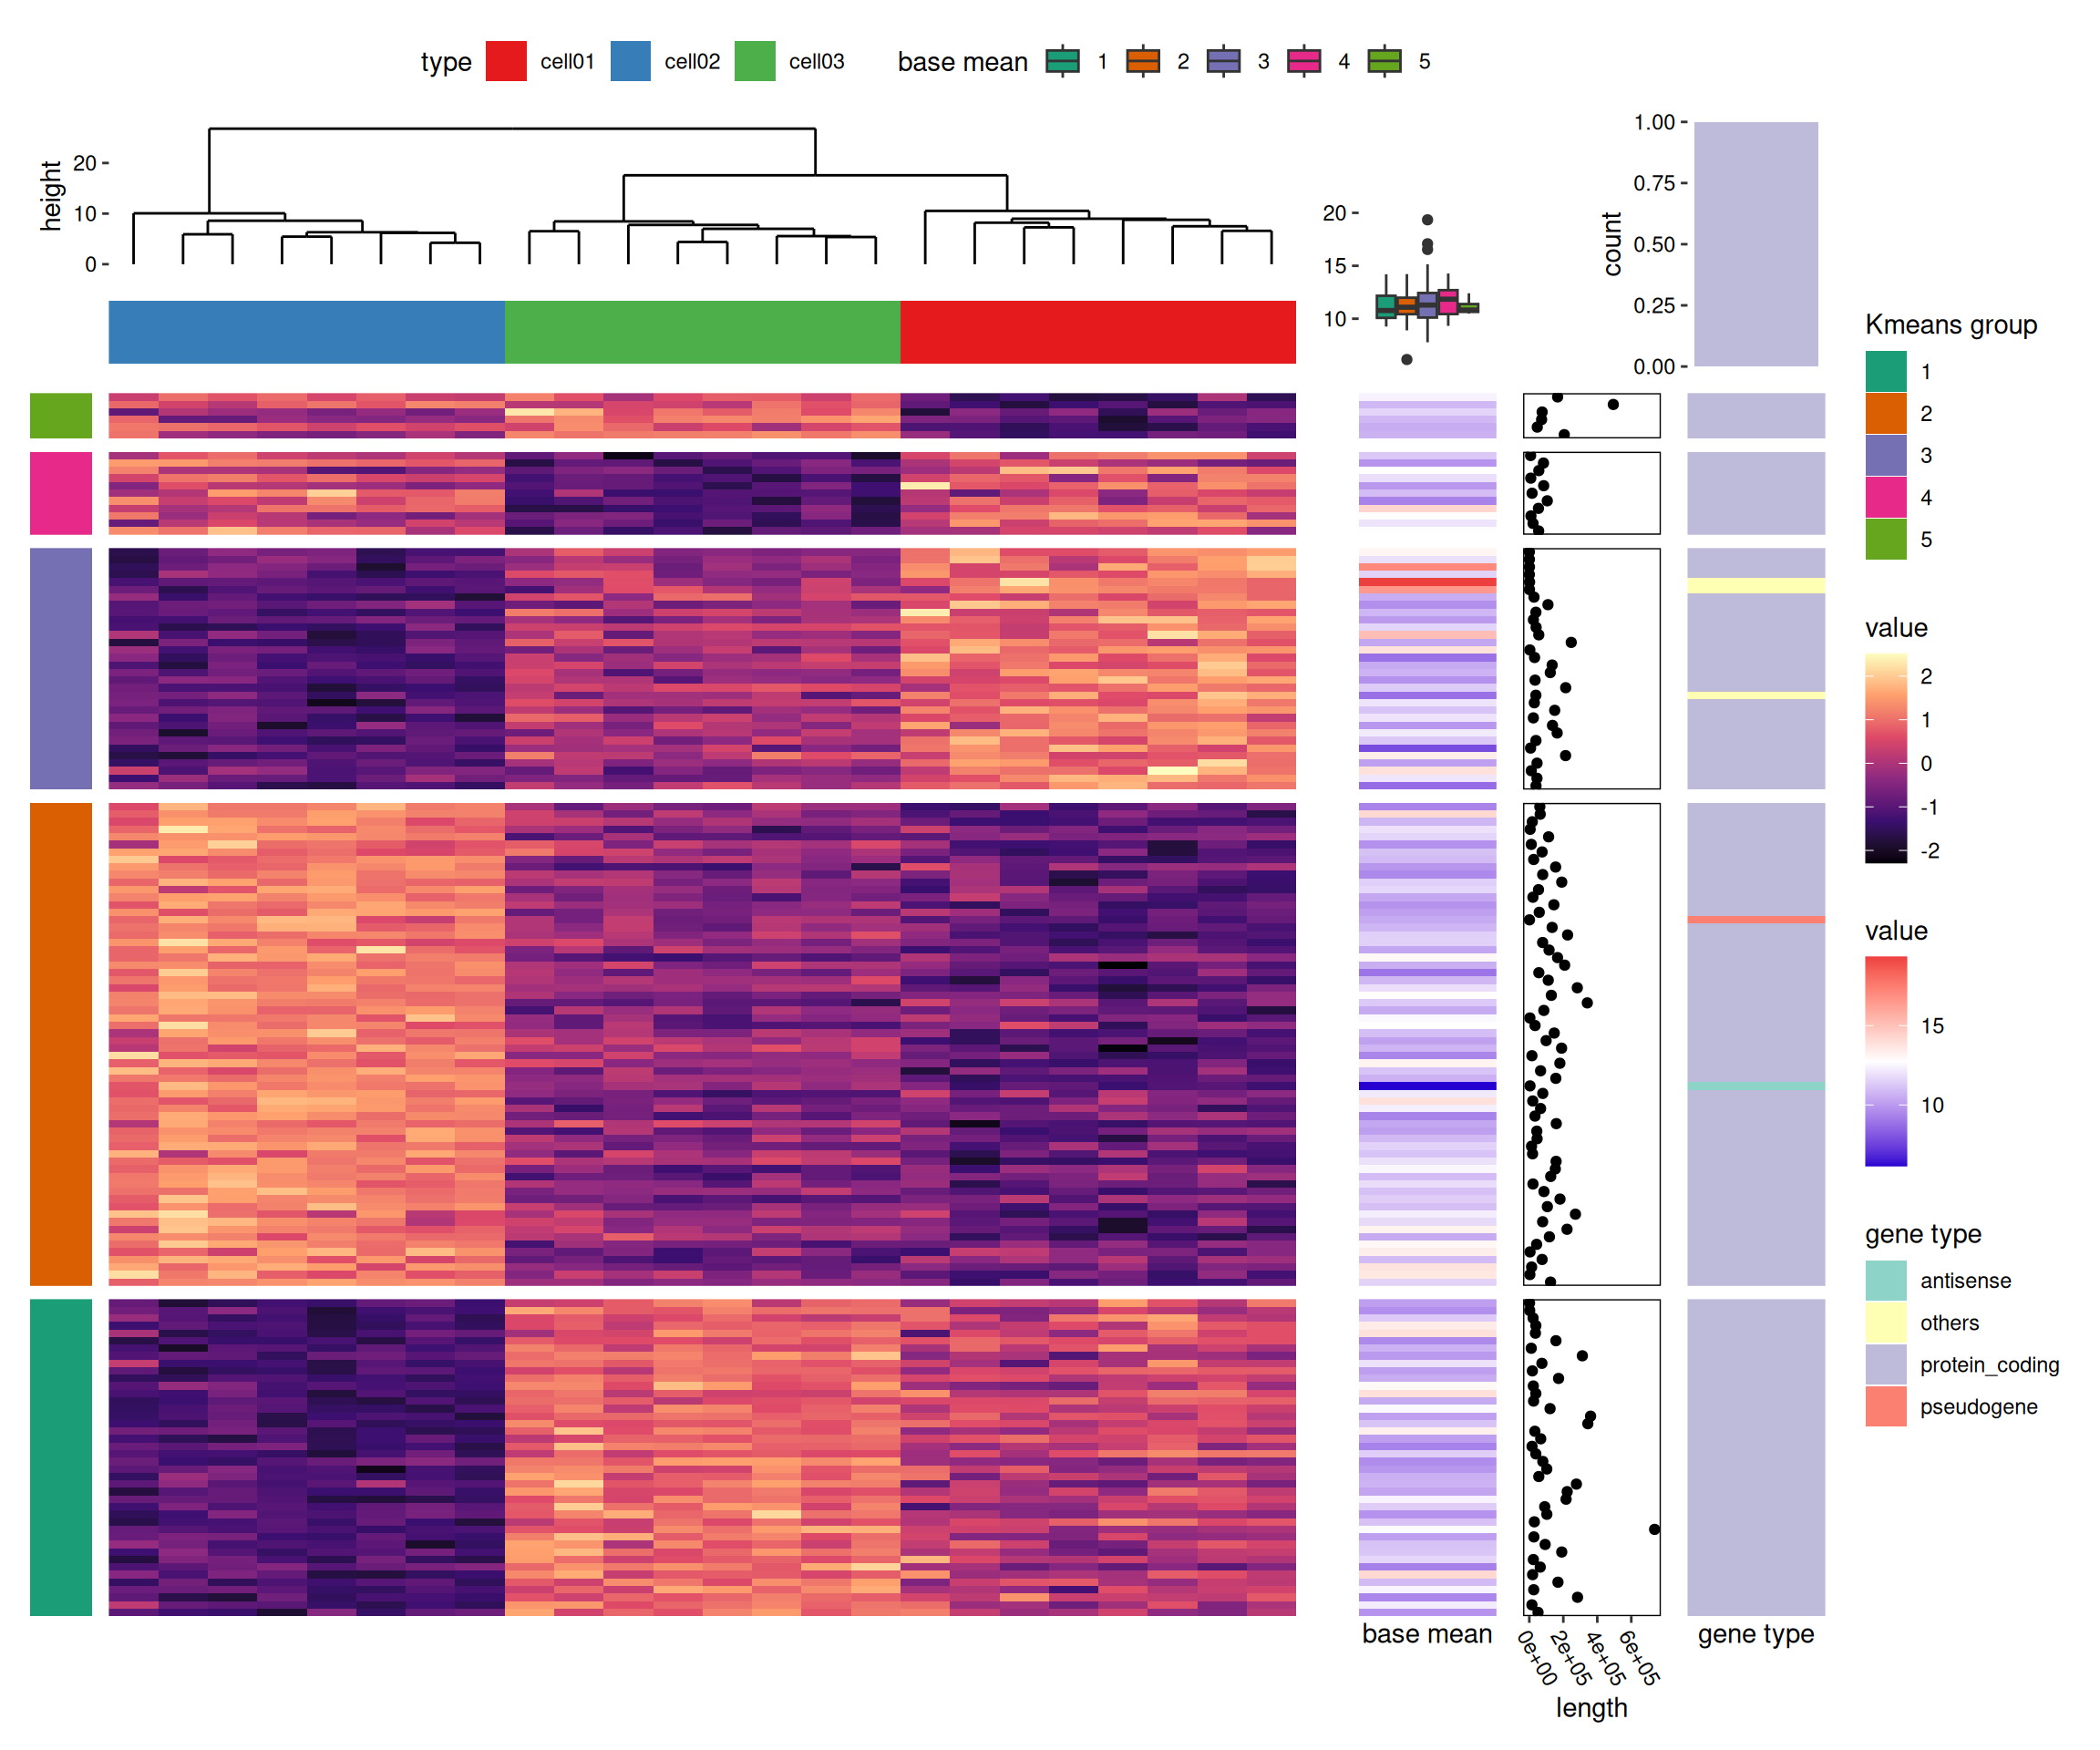 type cell01 cell02 cell03 base mean 1 2 3 4 5
height
20
10
0
20
15
10
count
1.00
0.75
0.50
0.25
0.00
Kmeans group
1
2
3
4
5
value
2
1
0
-1
-2
value
15
10
gene type
antisense
others
protein_coding
pseudogene
base mean
0e+00
2e+05
4e+05
6e+05
length
gene type